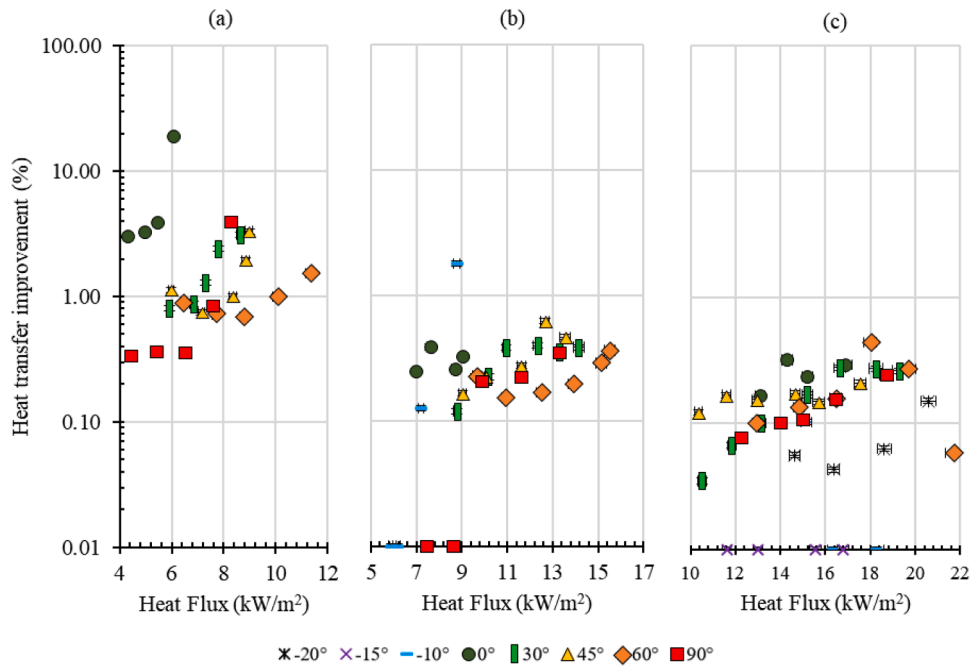 (a) (b) (c)
Heat transfer improvement (%)
100.00
10.00
1.00
0.10
0.01
4 6 8 10 12 5 7 9 11 13 15 17 10 12 14 16 18 20 22
Heat Flux (kW/m²) Heat Flux (kW/m²) Heat Flux (kW/m²)
-20° -15° -10° 0° 30° 45° 60° 90°